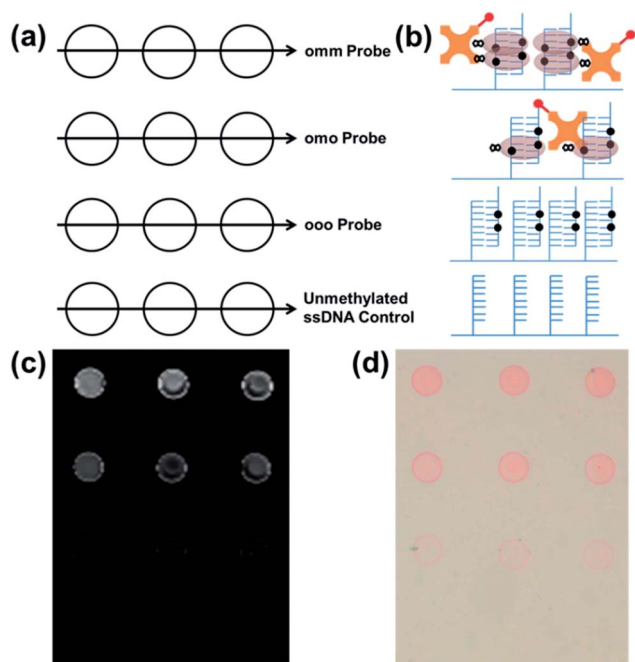 (a)
(b)
omm Probe
omo Probe
ooo Probe
Unmethylated
ssDNA Control
(c)
(d)